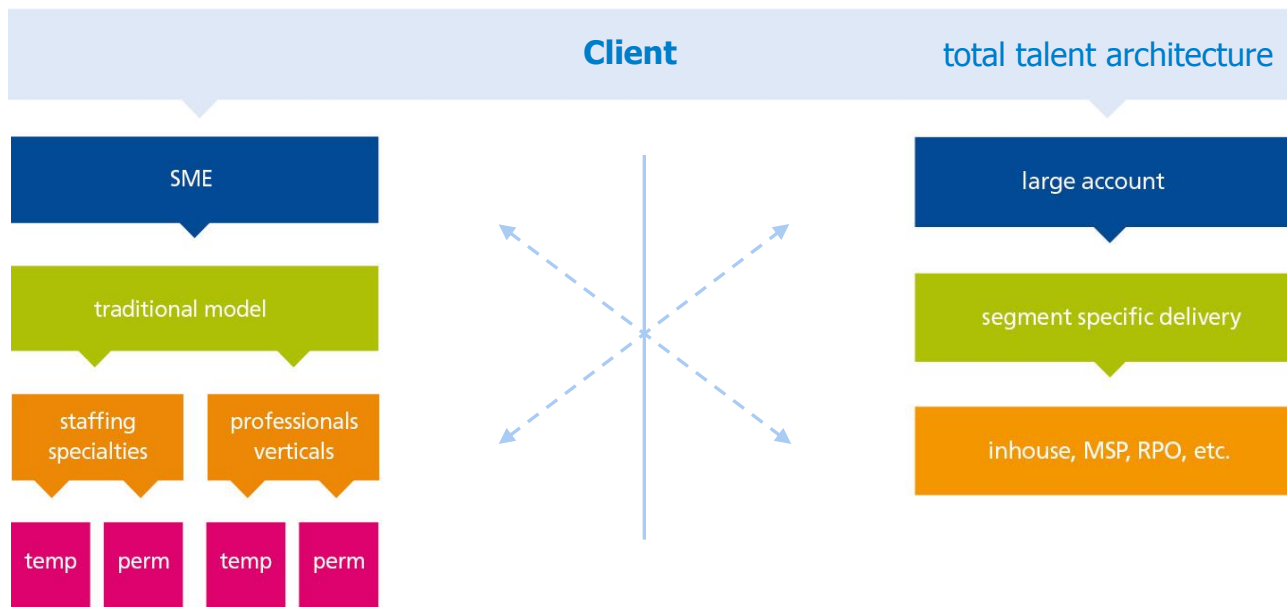 Client
total talent architecture
SME
large account
traditional model
segment specific delivery
staffing
specialties
professionals
verticals
inhouse, MSP, RPO, etc.
temp
perm
temp
perm